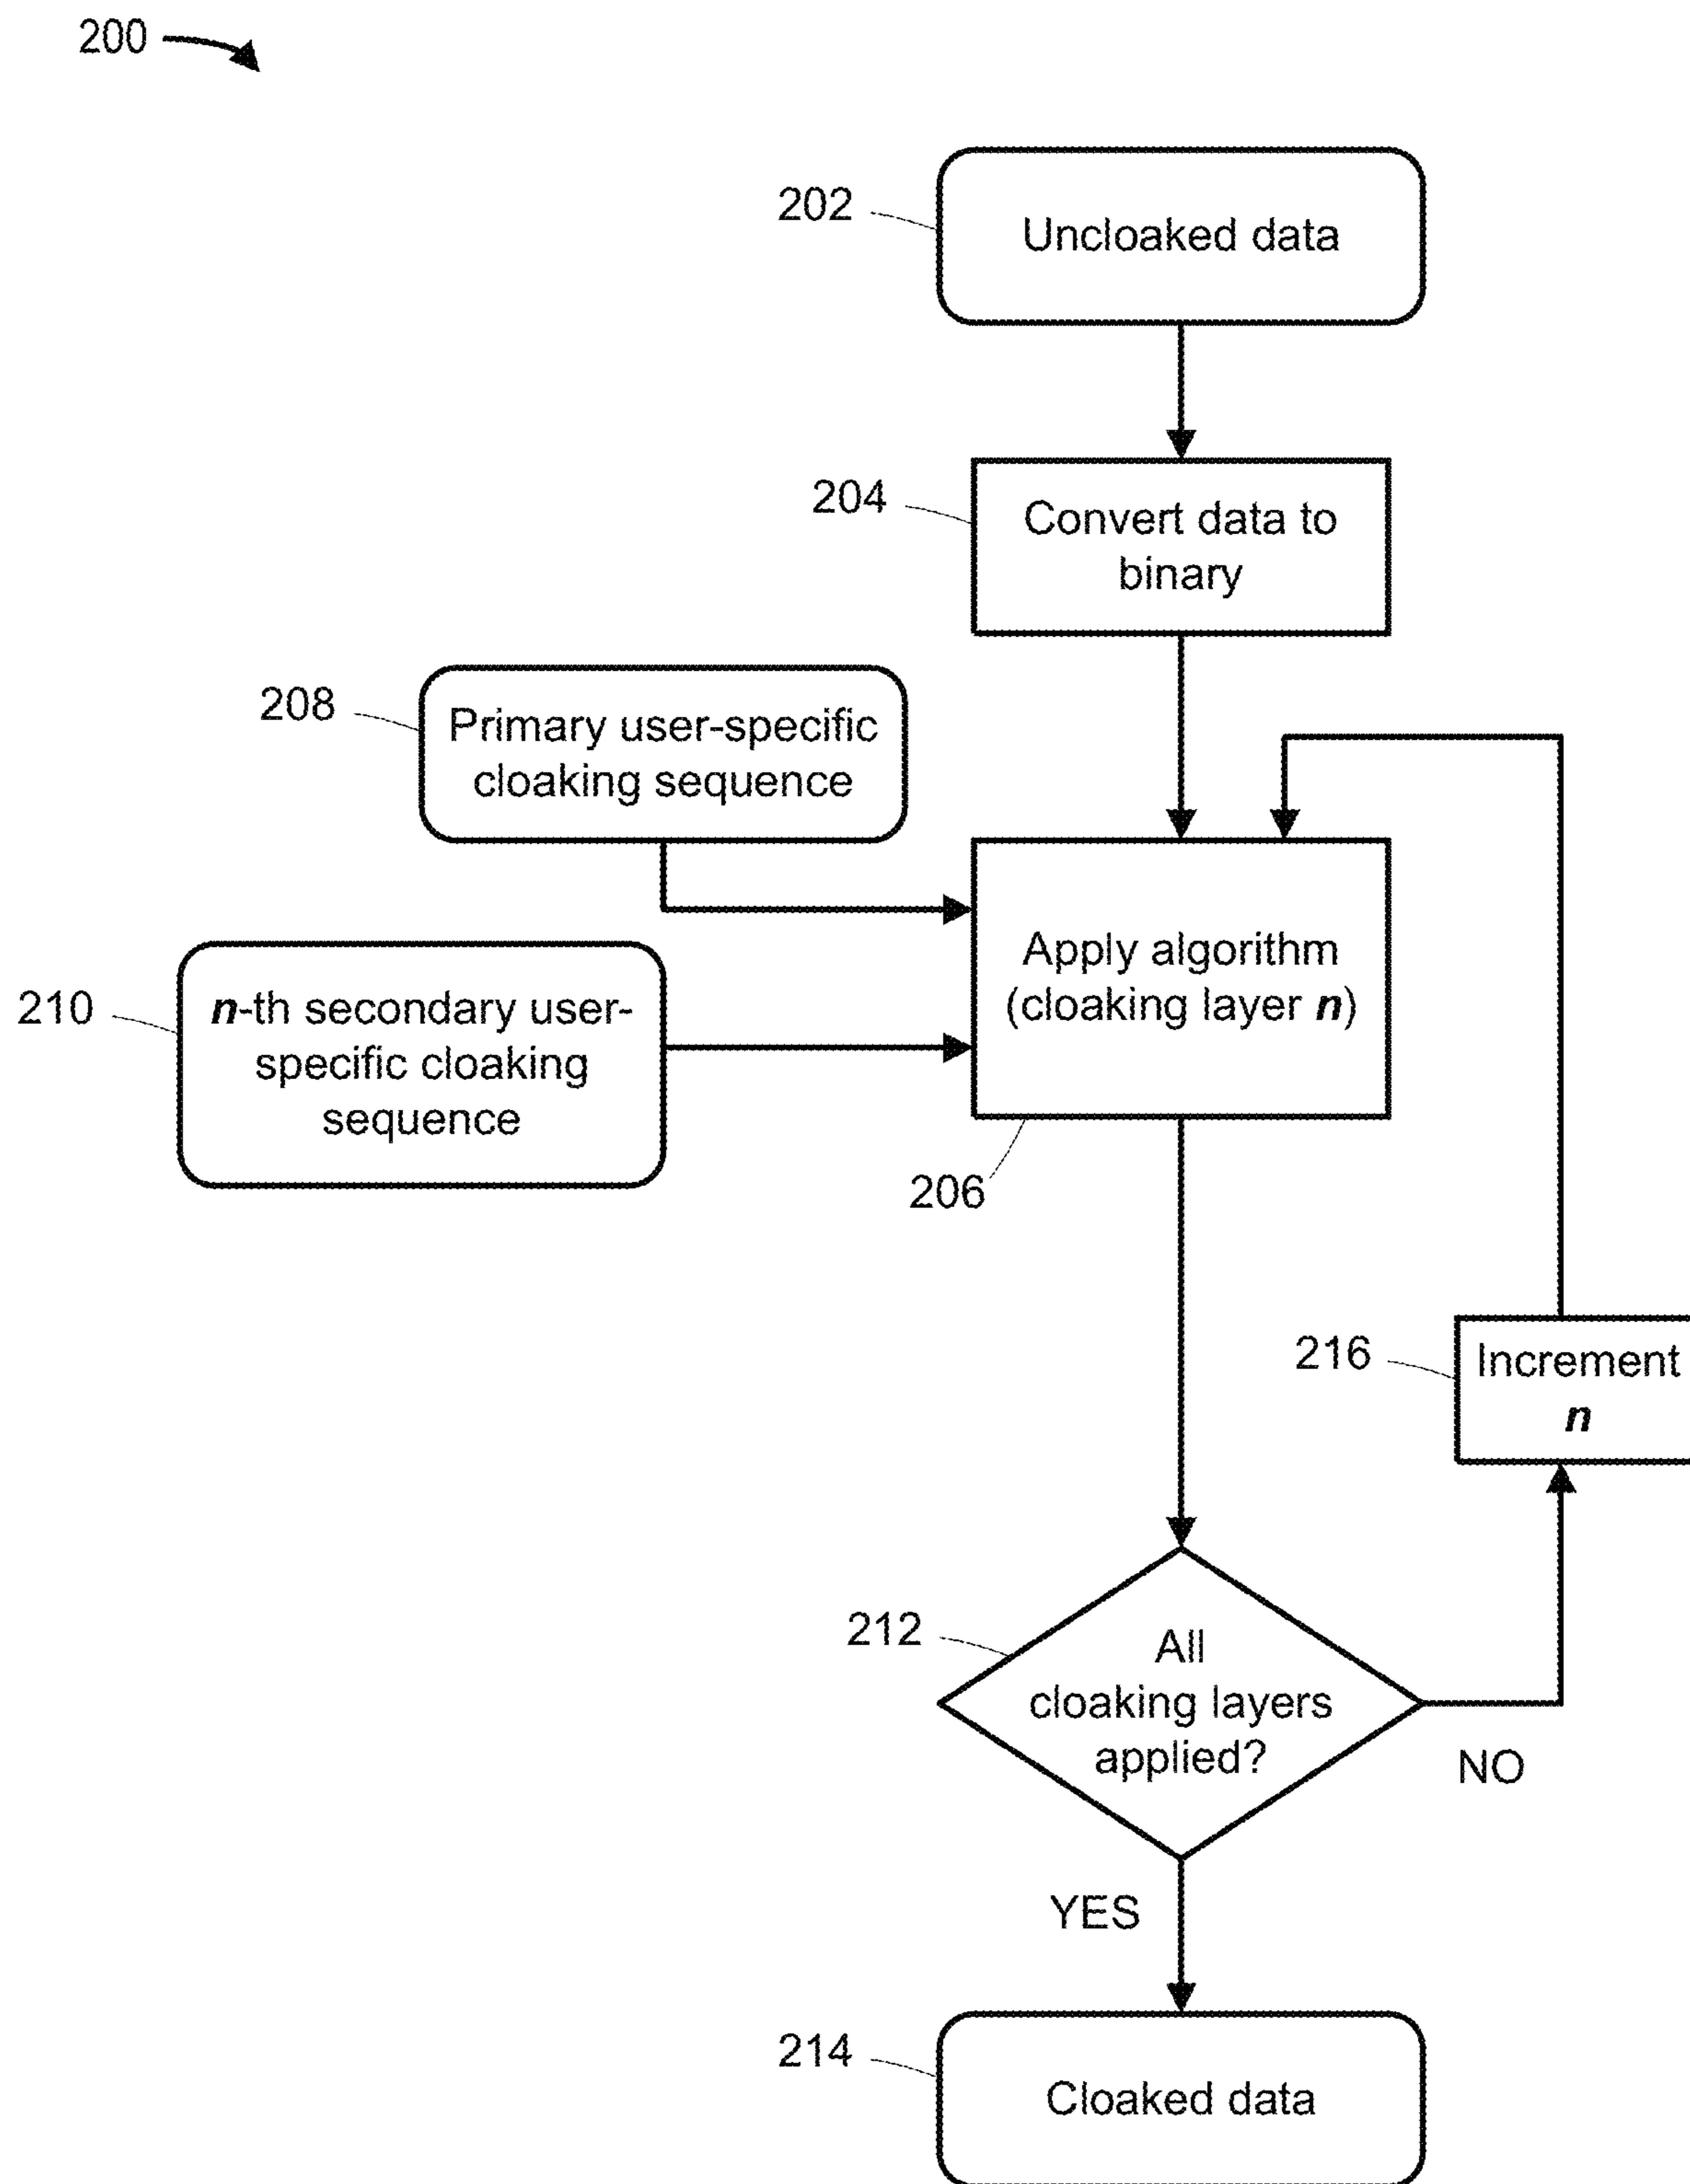 200
202
Uncloaked data
204
Convert data to
binary
208
Primary user-specific
cloaking sequence
210
n-th secondary user-
specific cloaking
sequence
Apply algorithm
(cloaking layer n)
206
216
Increment
n
212
All
cloaking layers
applied?
NO
YES
214
Cloaked data